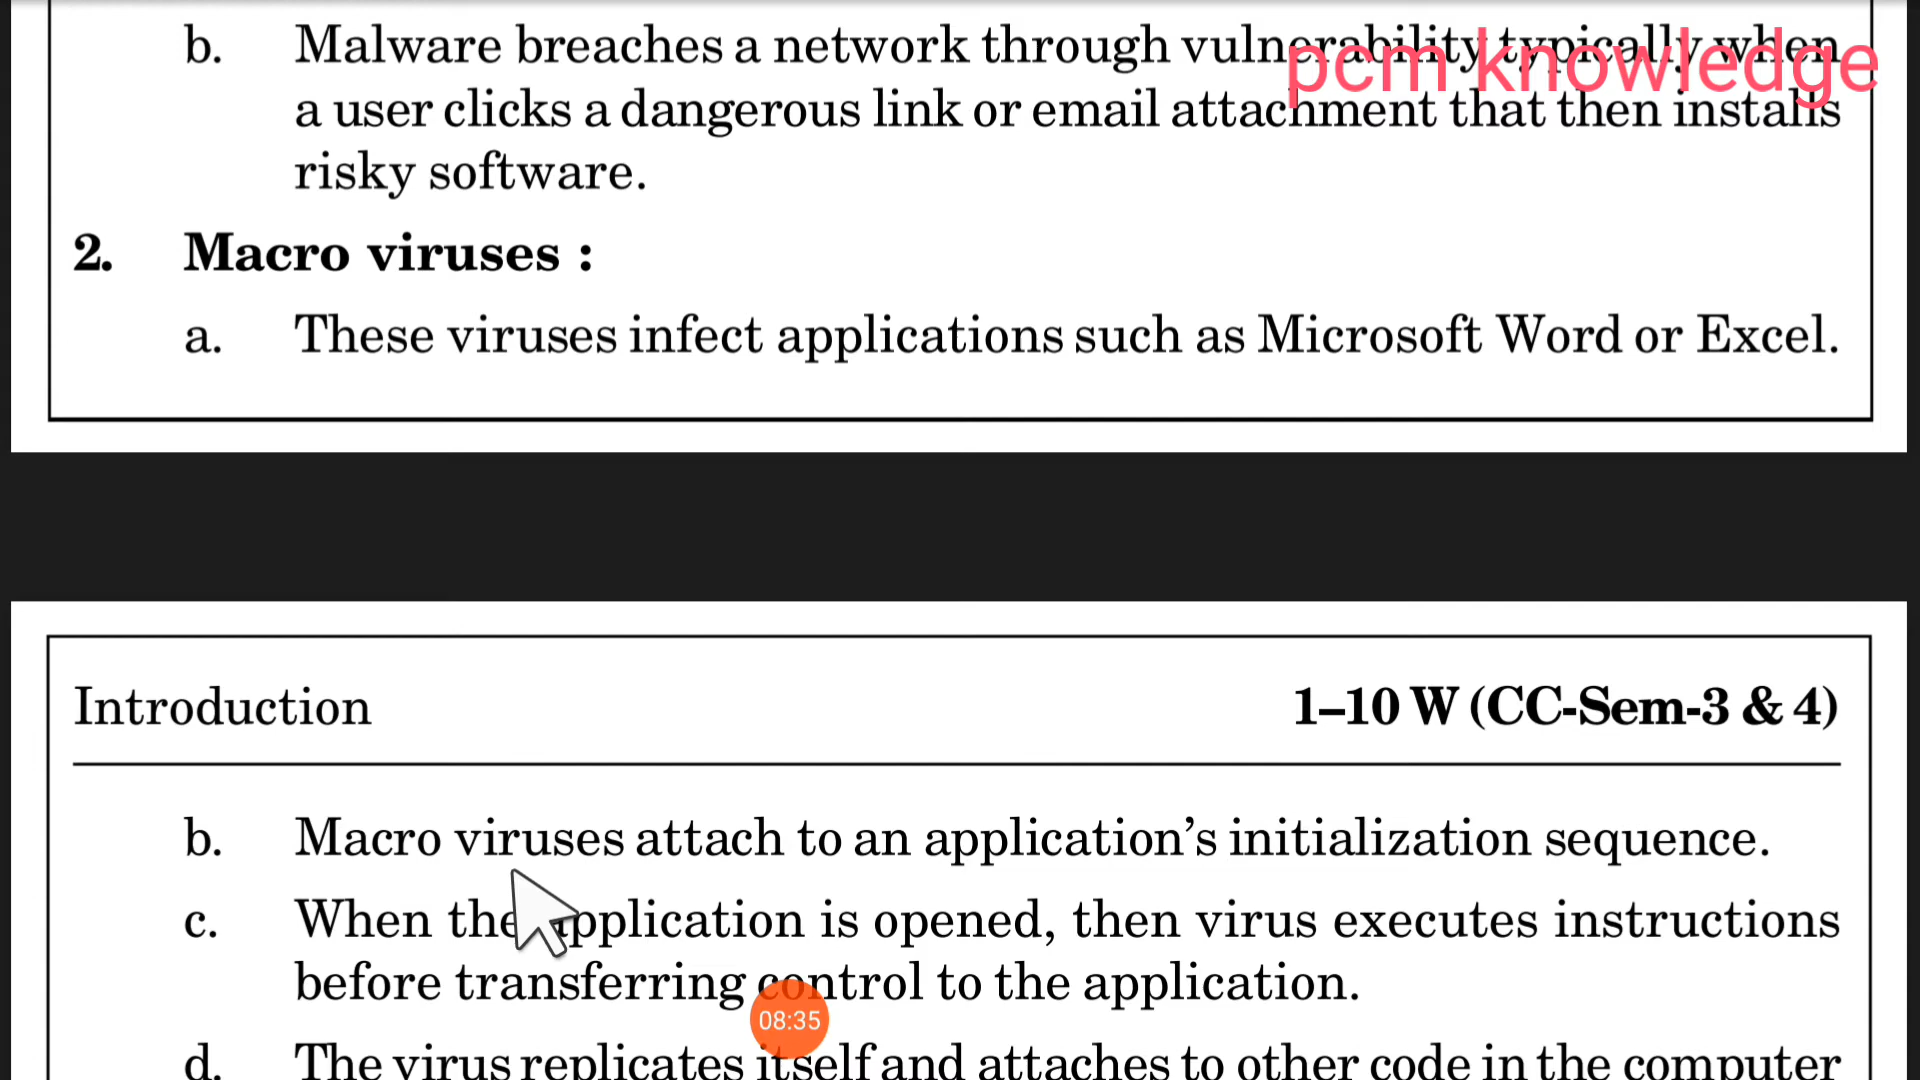 b. Malware breaches a network through vulnerability typically when
pcm knowledge
a user clicks a dangerous link or email attachment that then installs
risky software.
2. Macro viruses :
a. These viruses infect applications such as Microsoft Word or Excel.
Introduction 1–10 W (CC-Sem-3 & 4)
b. Macro viruses attach to an application’s initialization sequence.
c. When the application is opened, then virus executes instructions
before transferring control to the application.
08:35
d. The virus replicates itself and attaches to other code in the computer